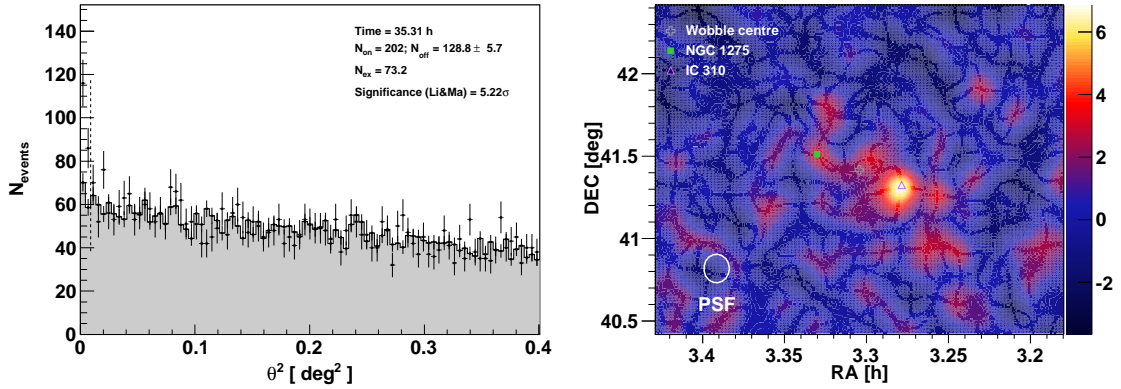 140
120
100
80
60
40
20
0
N_events
Time = 35.31 h
N_on = 202; N_off = 128.8 ± 5.7
N_ex = 73.2
Significance (Li&Ma) = 5.22σ
0 0.1 0.2 0.3 0.4
θ² [ deg² ]
Wobble centre
NGC 1275
IC 310
42
41.5
41
40.5
DEC [deg]
PSF
3.4 3.35 3.3 3.25 3.2
RA [h]
6
4
2
0
-2